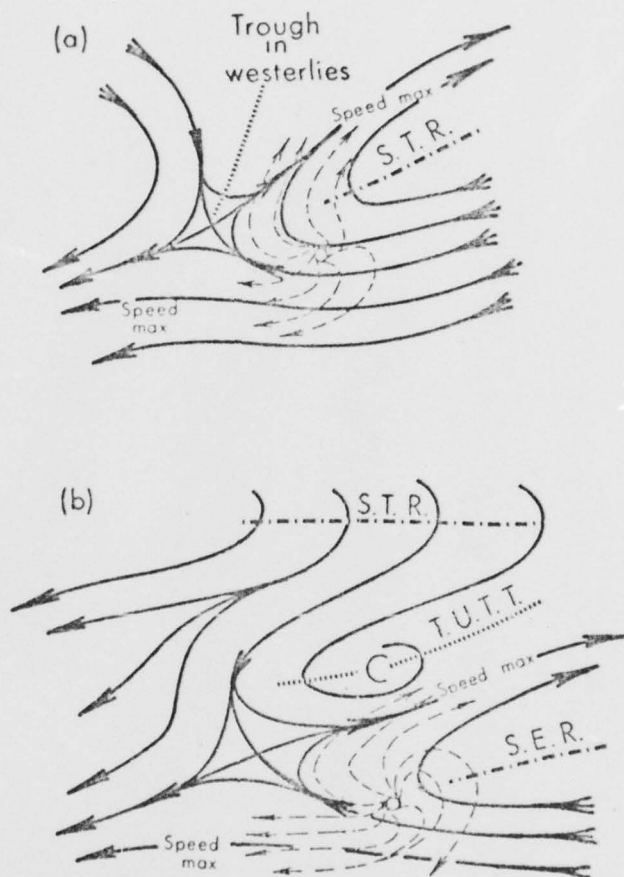 (a)
Trough
in
westerlies
Speed max
S.T.R.
Speed
max
(b)
S.T.R.
T.U.T.T.
C
Speed max
S.E.R.
Speed
max